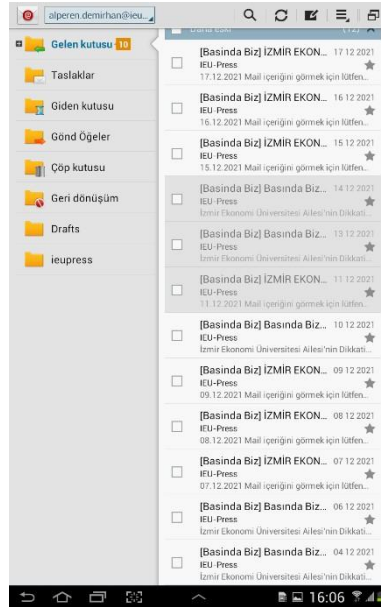 alperen.demirhan@ieu...
Gelen kutusu 10
Taslaklar
Giden kutusu
Gönd Öğeler
Çöp kutusu
Geri dönüşüm
Drafts
ieupress
Daha eski (12)
[Basinda Biz] İZMİR EKON... 17 12 2021
IEU-Press
17.12.2021 Mail içeriğini görmek için lütfen...
[Basinda Biz] İZMİR EKON... 16 12 2021
IEU-Press
16.12.2021 Mail içeriğini görmek için lütfen...
[Basinda Biz] İZMİR EKON... 15 12 2021
IEU-Press
15.12.2021 Mail içeriğini görmek için lütfen...
[Basinda Biz] Basında Biz... 14 12 2021
IEU-Press
İzmir Ekonomi Üniversitesi Ailesi'nin Dikkati...
[Basinda Biz] Basında Biz... 13 12 2021
IEU-Press
İzmir Ekonomi Üniversitesi Ailesi'nin Dikkati...
[Basinda Biz] İZMİR EKON... 11 12 2021
IEU-Press
11.12.2021 Mail içeriğini görmek için lütfen...
[Basinda Biz] Basında Biz... 10 12 2021
IEU-Press
İzmir Ekonomi Üniversitesi Ailesi'nin Dikkati...
[Basinda Biz] İZMİR EKON... 09 12 2021
IEU-Press
09.12.2021 Mail içeriğini görmek için lütfen...
[Basinda Biz] İZMİR EKON... 08 12 2021
IEU-Press
08.12.2021 Mail içeriğini görmek için lütfen...
[Basinda Biz] İZMİR EKON... 07 12 2021
IEU-Press
07.12.2021 Mail içeriğini görmek için lütfen...
[Basinda Biz] Basında Biz... 06 12 2021
IEU-Press
İzmir Ekonomi Üniversitesi Ailesi'nin Dikkati...
[Basinda Biz] Basında Biz... 04 12 2021
IEU-Press
İzmir Ekonomi Üniversitesi Ailesi'nin Dikkati...
16:06